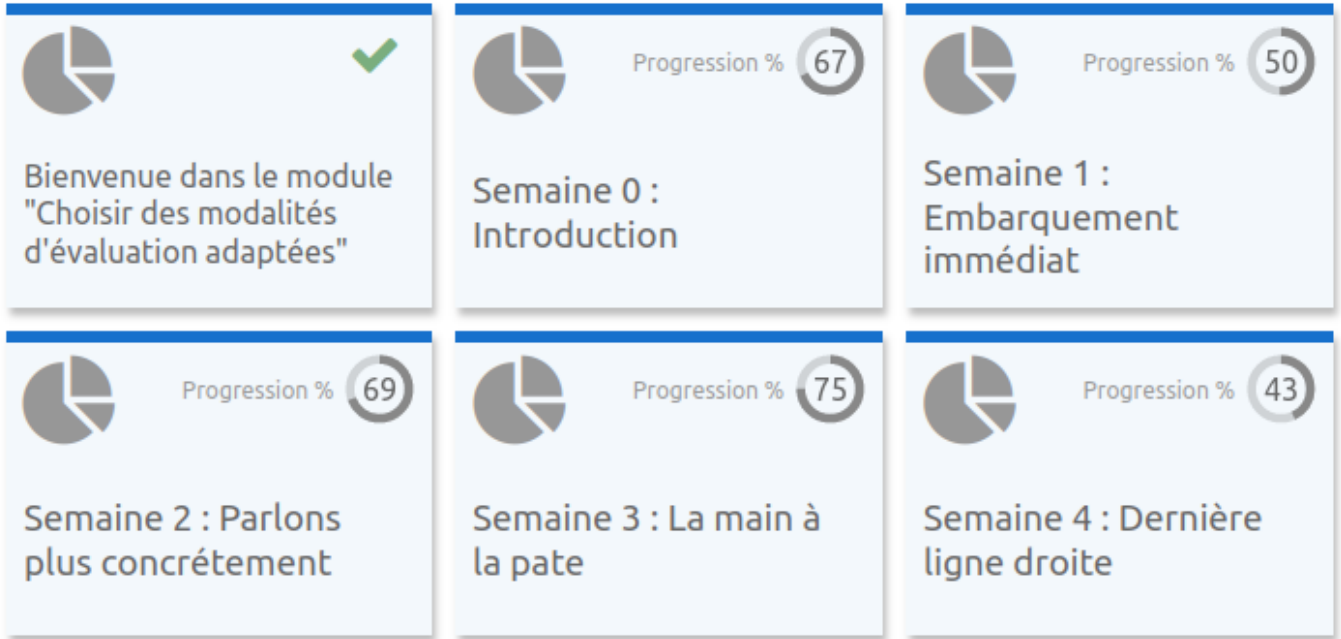 Progression % 67
Progression % 50
Bienvenue dans le module
"Choisir des modalités
d'évaluation adaptées"
Semaine 0 :
Introduction
Semaine 1 :
Embarquement
immédiat
Progression % 69
Progression % 75
Progression % 43
Semaine 2 : Parlons
plus concrétement
Semaine 3 : La main à
la pate
Semaine 4 : Dernière
ligne droite